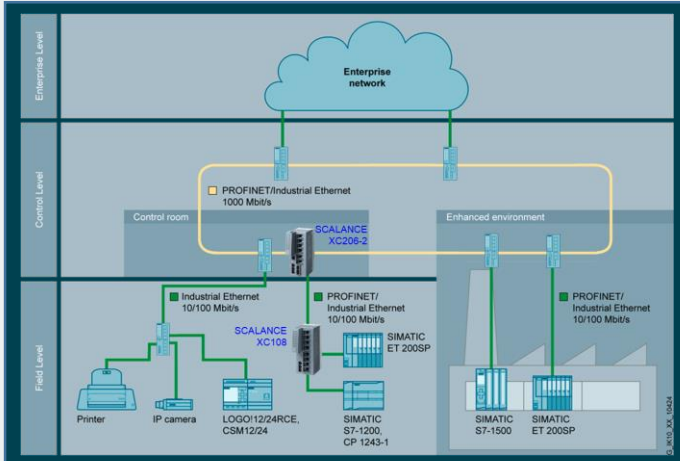 Enterprise Level
Enterprise
network
Control Level
PROFINET/Industrial Ethernet
1000 Mbit/s
Control room
SCALANCE
XC206-2
Enhanced environment
Field Level
Industrial Ethernet
10/100 Mbit/s
PROFINET/
Industrial Ethernet
10/100 Mbit/s
PROFINET/
Industrial Ethernet
10/100 Mbit/s
SCALANCE
XC108
SIMATIC
ET 200SP
Printer
IP camera
LOGO!12/24RCE,
CSM12/24
SIMATIC
S7-1200,
CP 1243-1
SIMATIC
S7-1500
SIMATIC
ET 200SP
G_IK10_XX_10424